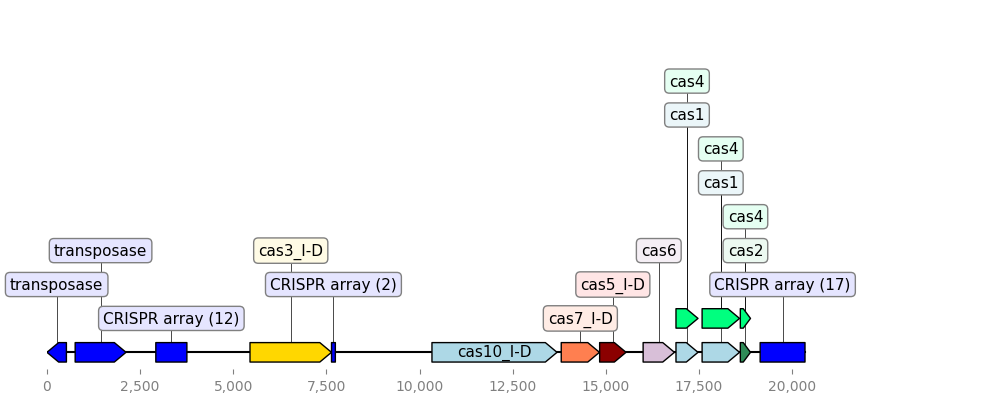 cas4
cas1
cas4
cas1
cas4
transposase
cas3_I-D
cas6
cas2
transposase
CRISPR array (2)
cas5_I-D
CRISPR array (17)
CRISPR array (12)
cas7_I-D
cas10_I-D
0
2,500
5,000
7,500
10,000
12,500
15,000
17,500
20,000